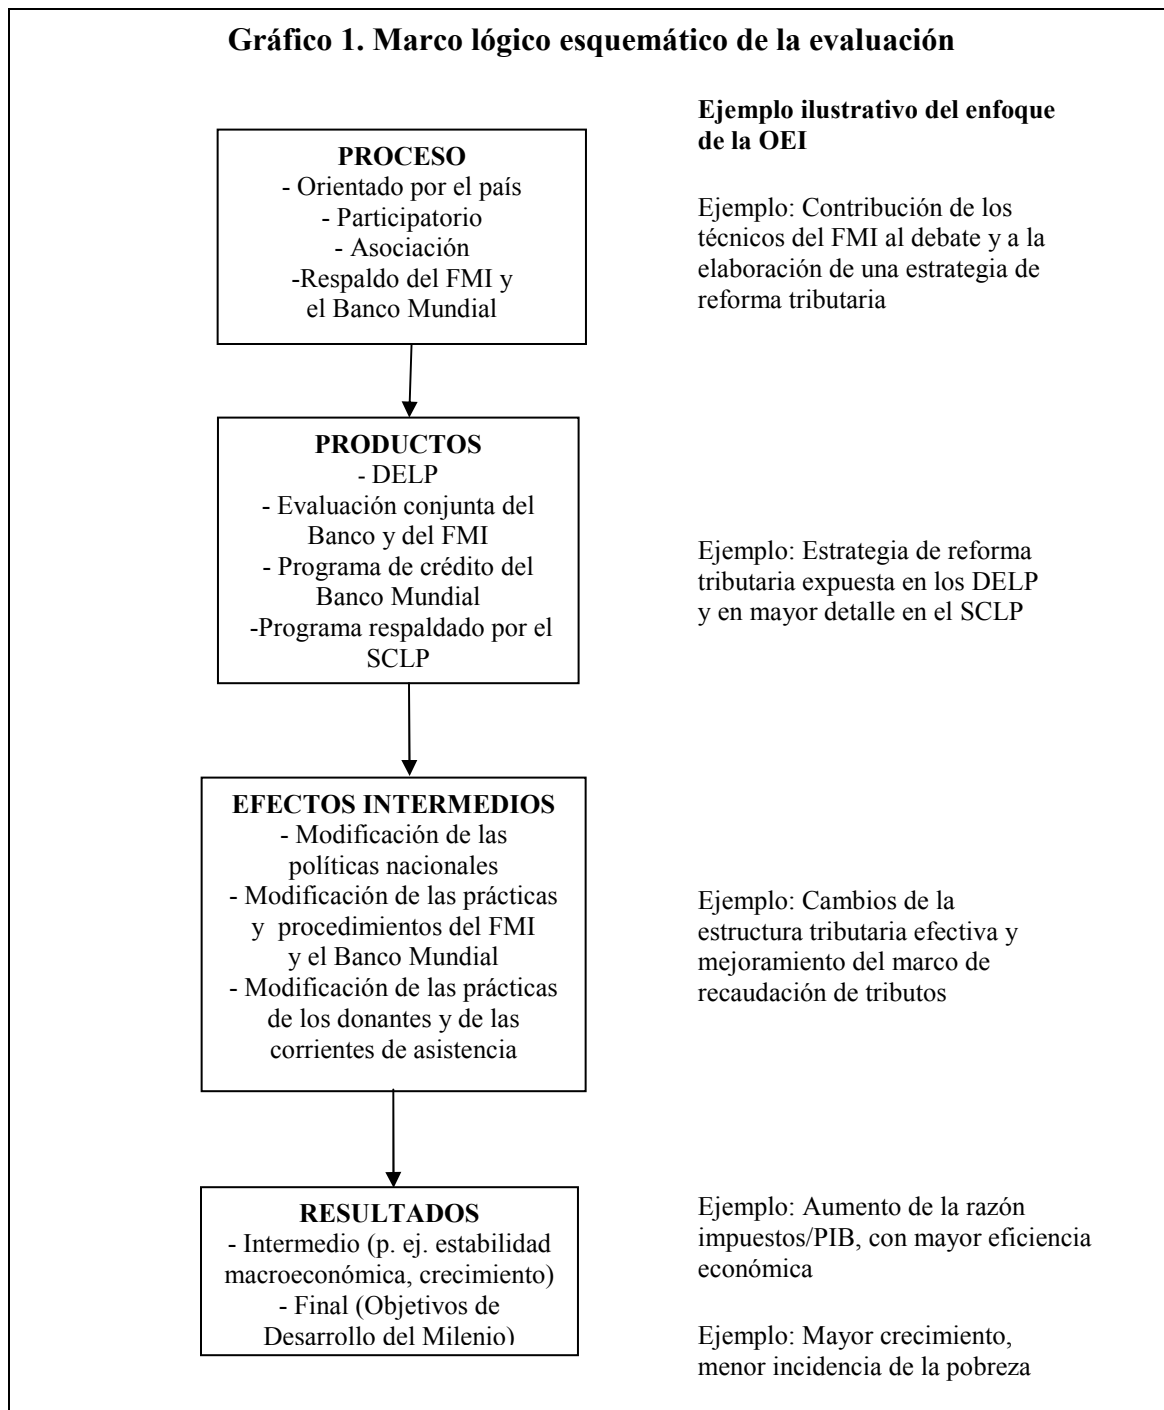 Gráfico 1. Marco lógico esquemático de la evaluación
Ejemplo ilustrativo del enfoque
de la OEI
PROCESO
- Orientado por el país
- Participatorio
- Asociación
-Respaldo del FMI y
el Banco Mundial
Ejemplo: Contribución de los
técnicos del FMI al debate y a la
elaboración de una estrategia de
reforma tributaria
PRODUCTOS
- DELP
- Evaluación conjunta del
Banco y del FMI
- Programa de crédito del
Banco Mundial
-Programa respaldado por el
SCLP
Ejemplo: Estrategia de reforma
tributaria expuesta en los DELP
y en mayor detalle en el SCLP
EFECTOS INTERMEDIOS
- Modificación de las
políticas nacionales
- Modificación de las prácticas
y procedimientos del FMI
y el Banco Mundial
- Modificación de las prácticas
de los donantes y de las
corrientes de asistencia
Ejemplo: Cambios de la
estructura tributaria efectiva y
mejoramiento del marco de
recaudación de tributos
RESULTADOS
- Intermedio (p. ej. estabilidad
macroeconómica, crecimiento)
- Final (Objetivos de
Desarrollo del Milenio)
Ejemplo: Aumento de la razón
impuestos/PIB, con mayor eficiencia
económica
Ejemplo: Mayor crecimiento,
menor incidencia de la pobreza